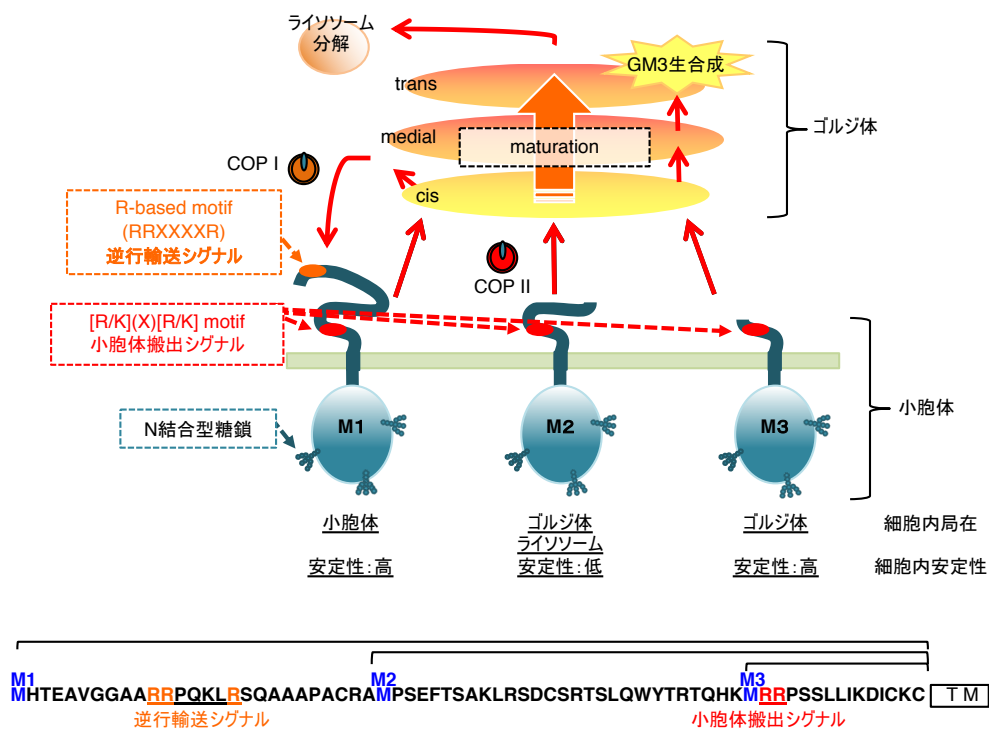 ライソソーム
分解
GM3生合成
trans
medial
maturation
cis
ゴルジ体
COP I
R-based motif
(RRXXXXR)
逆行輸送シグナル
COP II
[R/K](X)[R/K] motif
小胞体搬出シグナル
N結合型糖鎖
M1
M2
M3
小胞体
小胞体
ゴルジ体
ライソソーム
ゴルジ体
細胞内局在
安定性：高
安定性：低
安定性：高
細胞内安定性
M1
M2
M3
MHTEAVGGAARRPQKLRSQAAAPACRAMPSEFTSAKLRSDCSRTSLQWYTRTQHKMRRPSSLLIKDICKC TM
逆行輸送シグナル
小胞体搬出シグナル